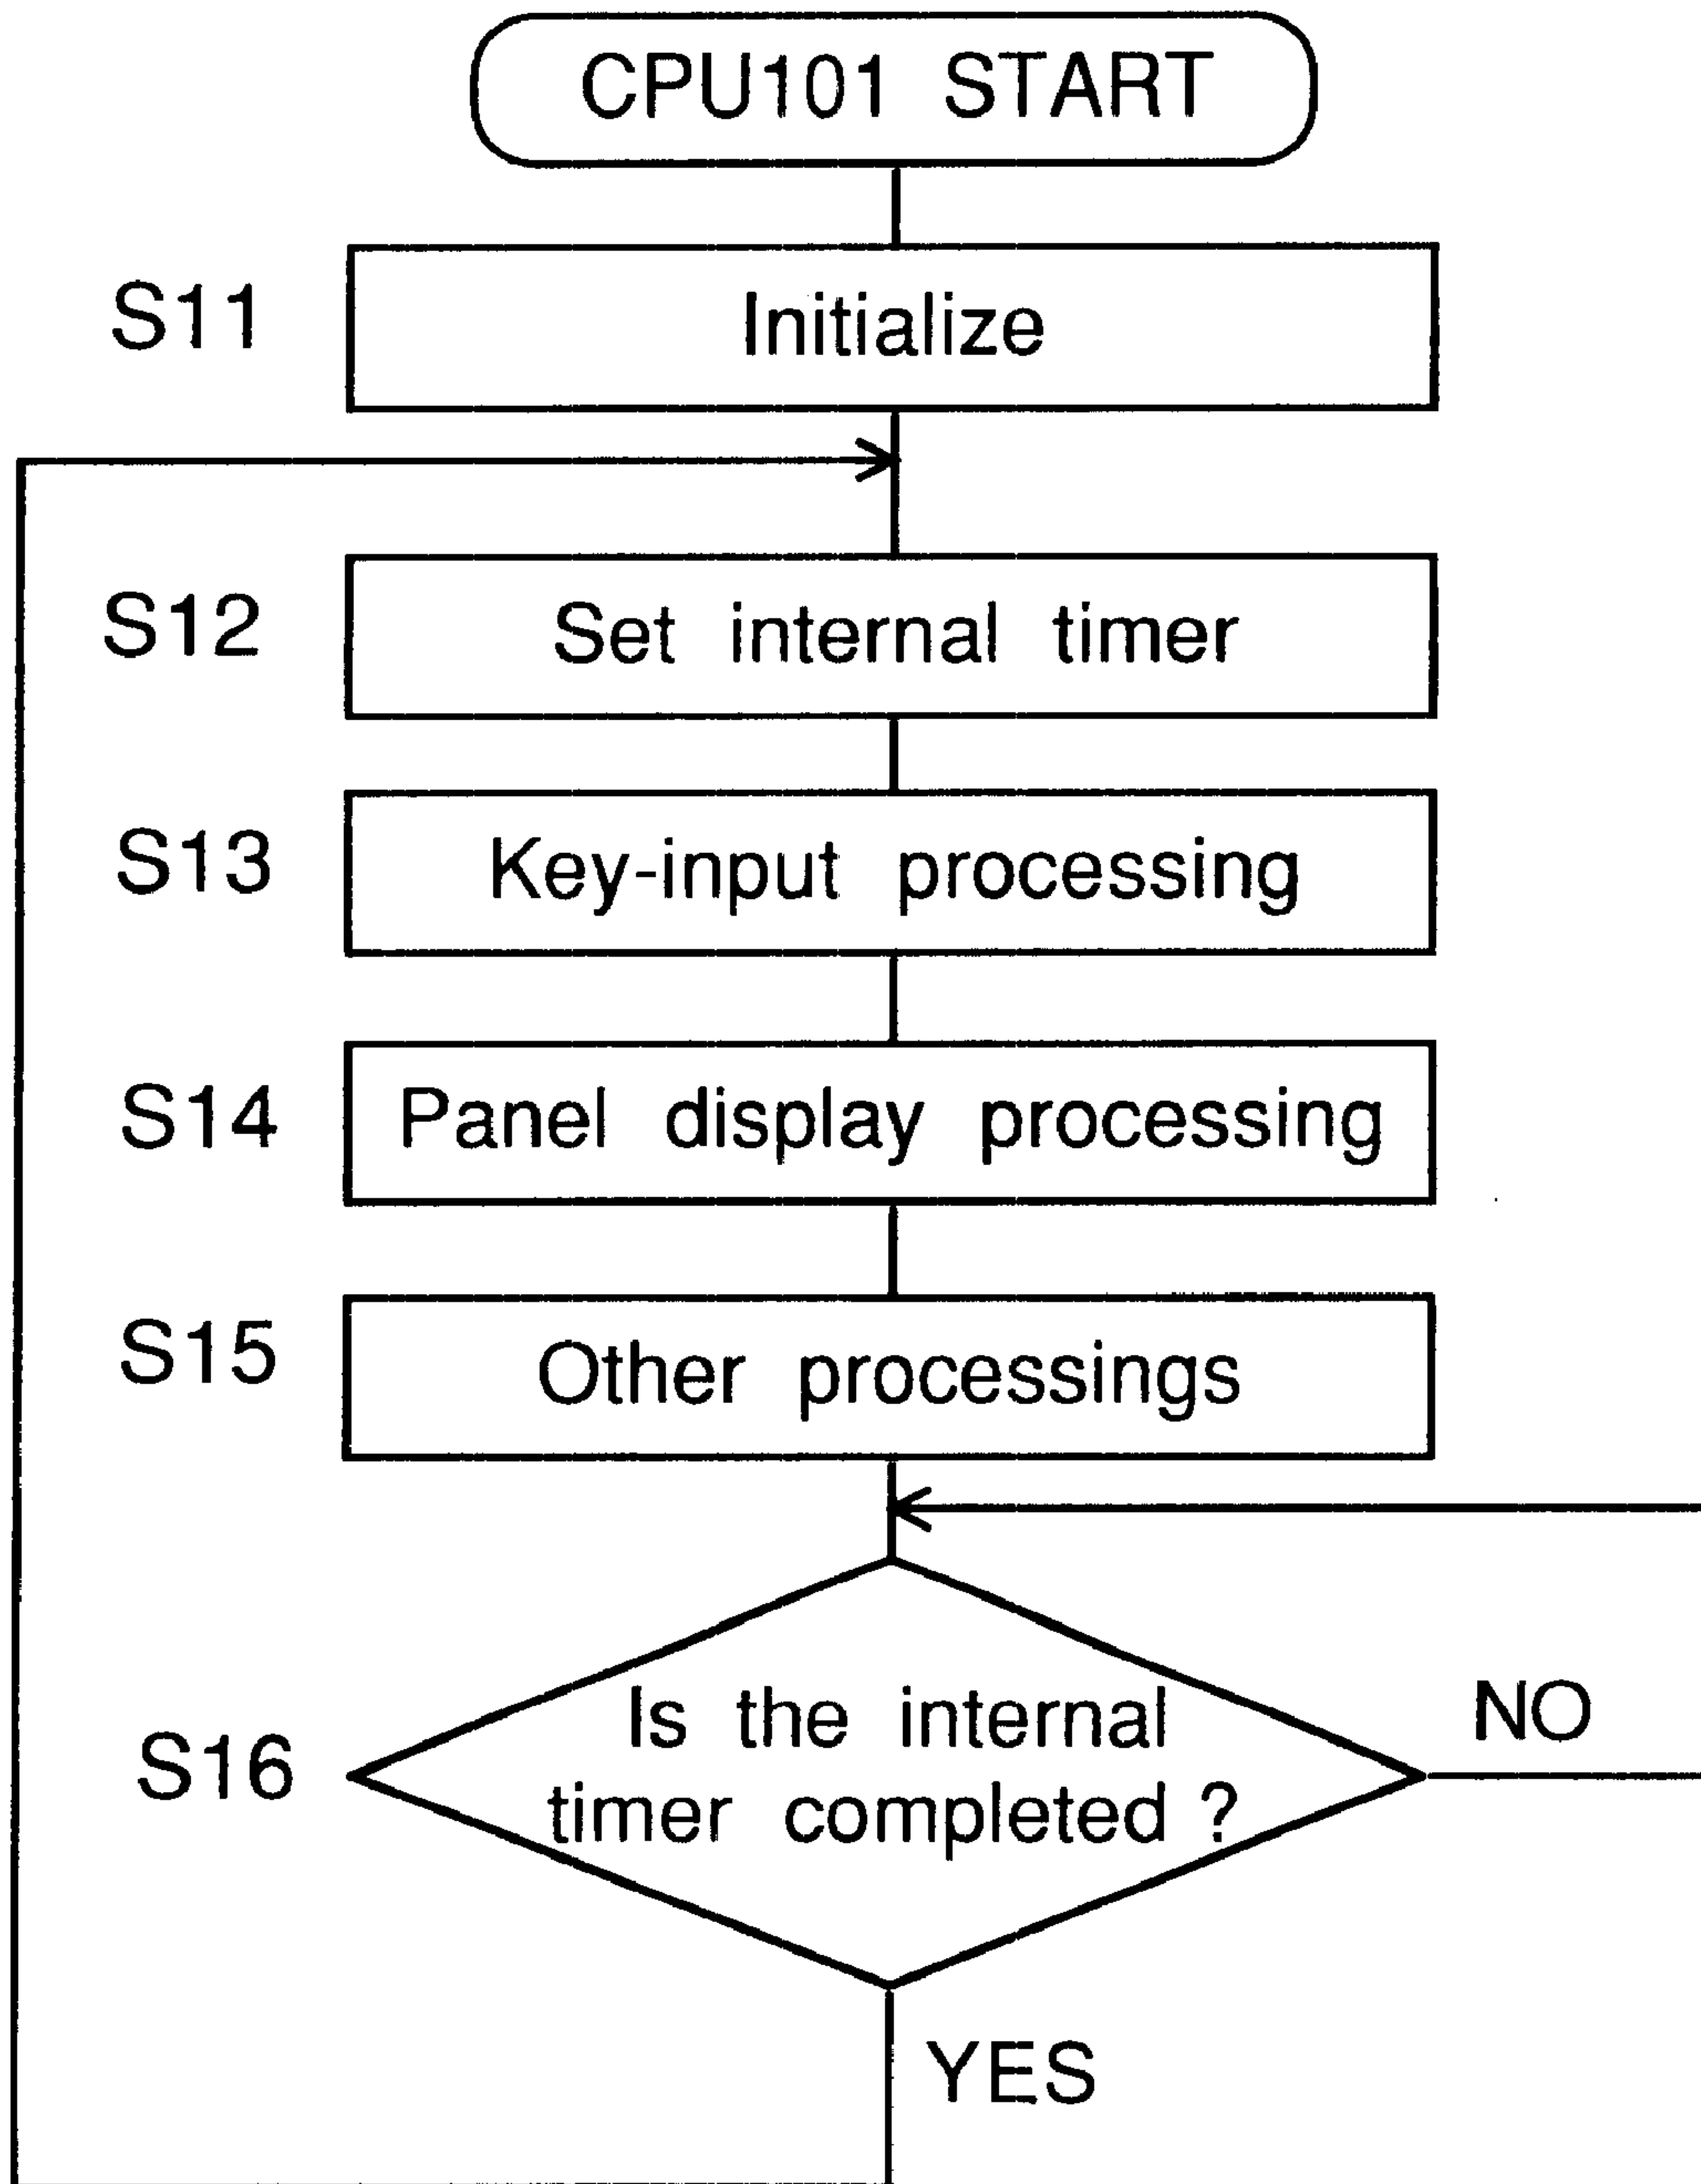 CPU101 START
S11
Initialize
S12
Set internal timer
S13
Key-input processing
S14
Panel display processing
S15
Other processings
S16
Is the internal
timer completed ?
NO
YES